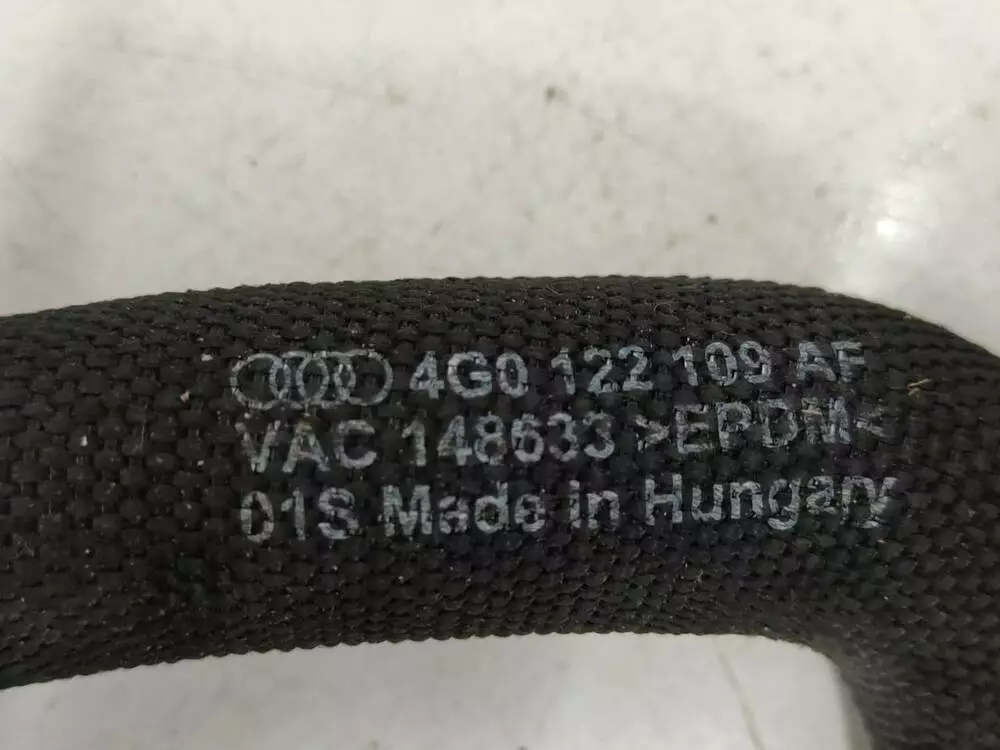 4G0 122 109 AF
VAC 148633 >EPDM<
01S Made in Hungary